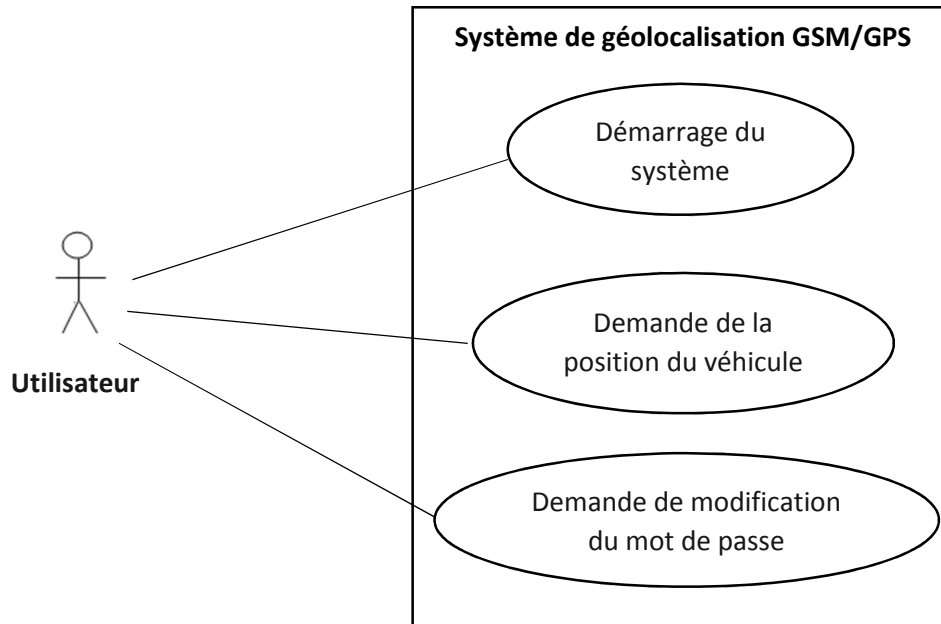 Système de géolocalisation GSM/GPS
Démarrage du
système
Demande de la
position du véhicule
Utilisateur
Demande de modification
du mot de passe